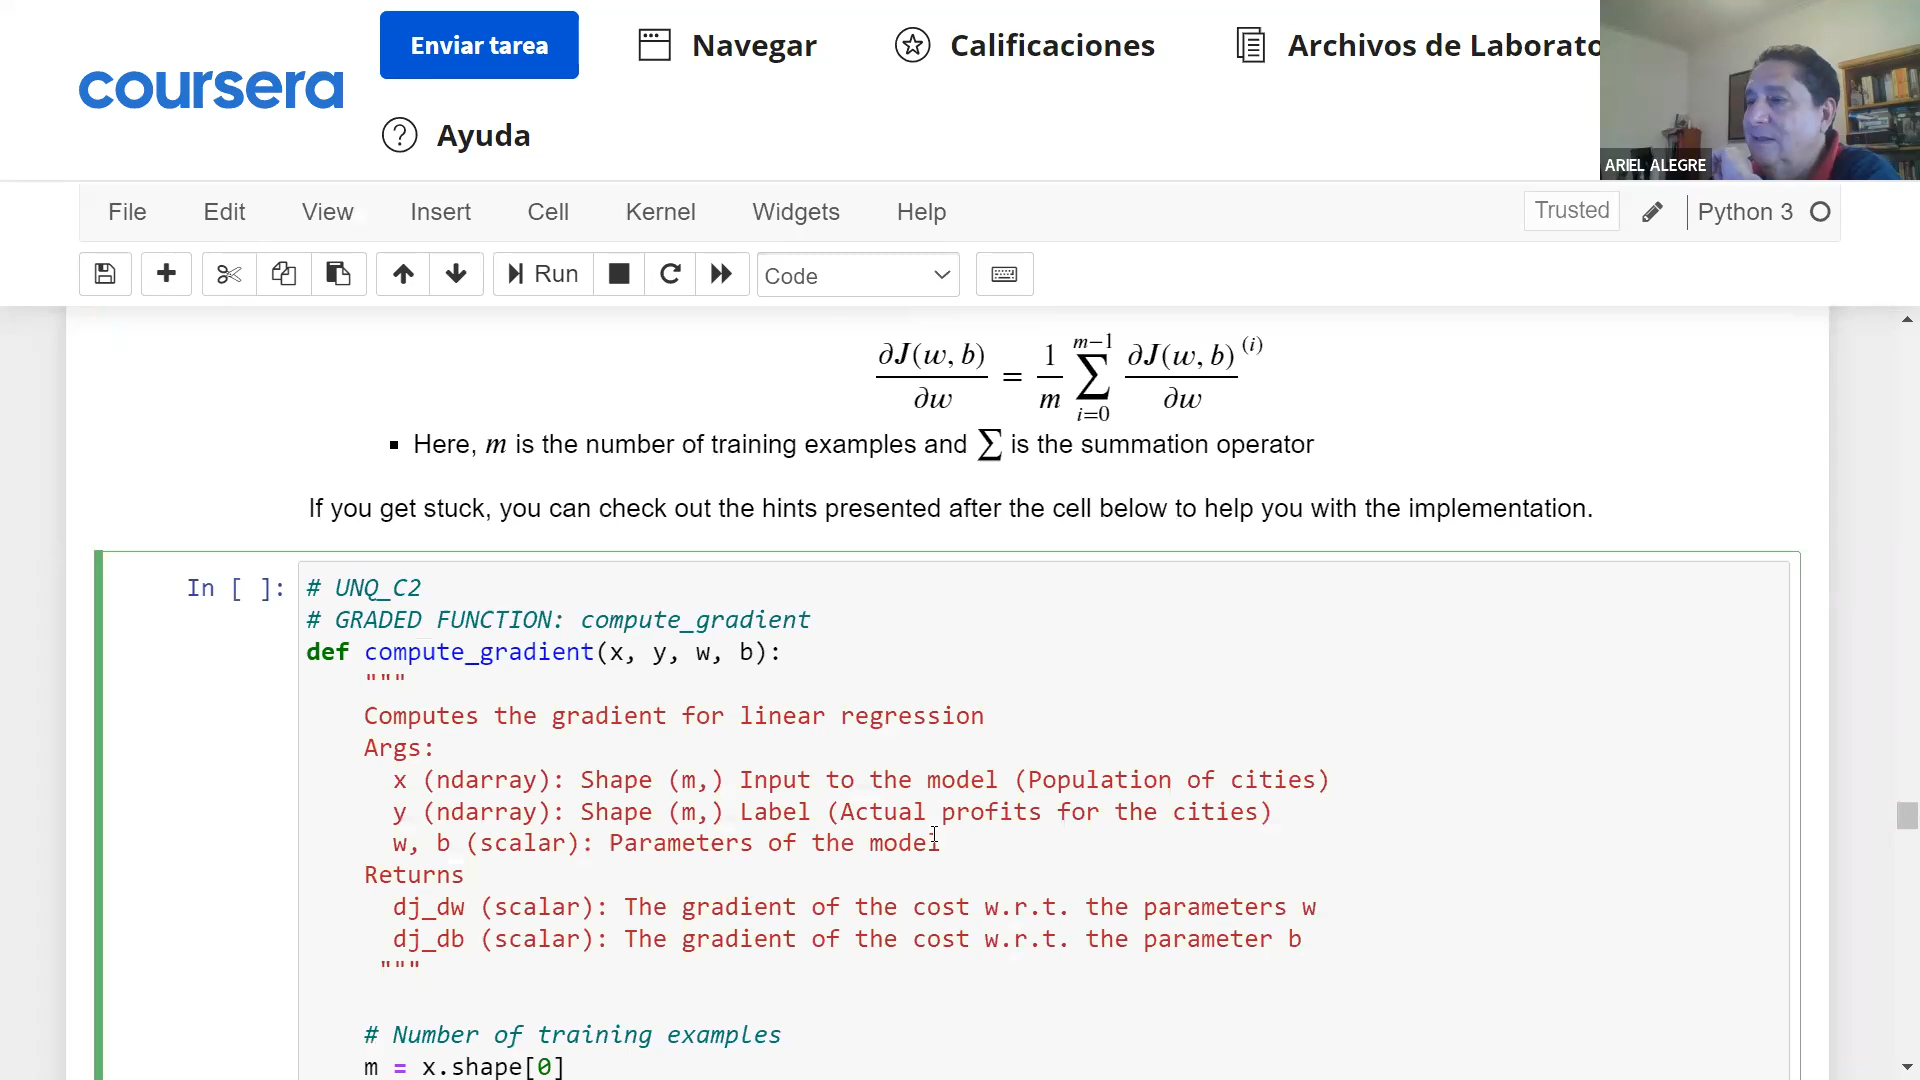 coursera
Enviar tarea
Navegar
Calificaciones
Archivos de Laborato
? Ayuda
ARIEL ALEGRE
File Edit View Insert Cell Kernel Widgets Help
Trusted
Python 3
Run
Code
∂J(w, b)/∂w = 1/m ∑_{i=0}^{m−1} ∂J(w, b)/∂w ^(i)
▪ Here, m is the number of training examples and ∑ is the summation operator
If you get stuck, you can check out the hints presented after the cell below to help you with the implementation.
In [ ]:
# UNQ_C2
# GRADED FUNCTION: compute_gradient
def compute_gradient(x, y, w, b):
"""
Computes the gradient for linear regression
Args:
x (ndarray): Shape (m,) Input to the model (Population of cities)
y (ndarray): Shape (m,) Label (Actual profits for the cities)
w, b (scalar): Parameters of the model
Returns
dj_dw (scalar): The gradient of the cost w.r.t. the parameters w
dj_db (scalar): The gradient of the cost w.r.t. the parameter b
"""
# Number of training examples
m = x.shape[0]